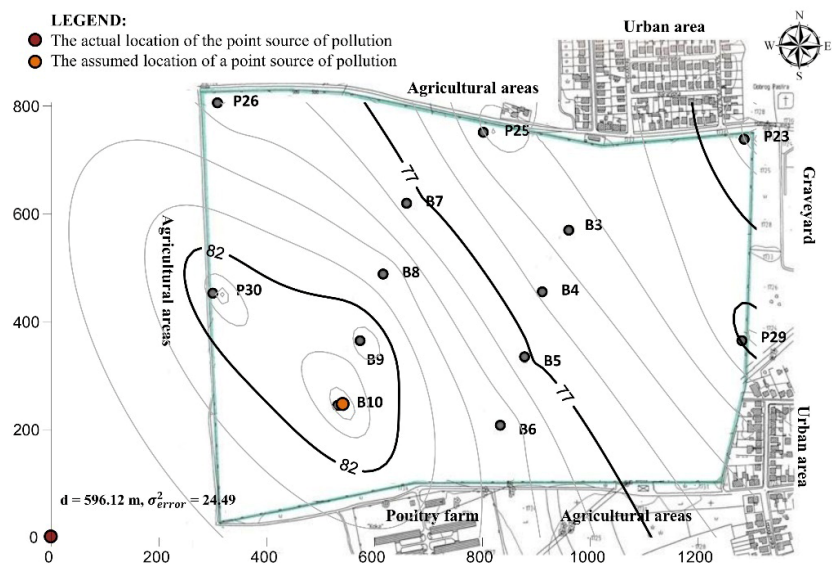 LEGEND:
The actual location of the point source of pollution
The assumed location of a point source of pollution
Urban area
N
W E
S
Agricultural areas
800
P26
P25
P23
77
Graveyard
600
B7
B3
Agricultural areas
82
B8
P30
B4
400
P29
B9
B5
77
B10
Urban area
200
B6
82
d = 596.12 m, σ²error = 24.49
Poultry farm
Agricultural areas
0
0 200 400 600 800 1000 1200